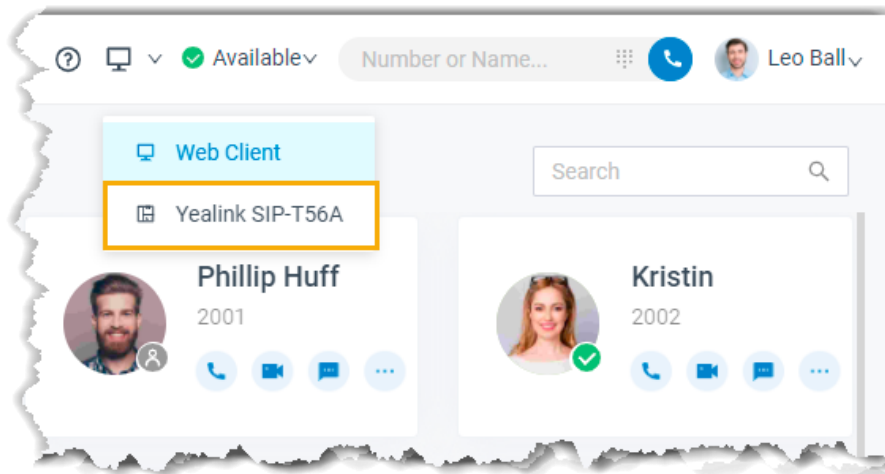 Available
Number or Name...
Leo Ball
Web Client
Search
Yealink SIP-T56A
Phillip Huff
Kristin
2001
2002